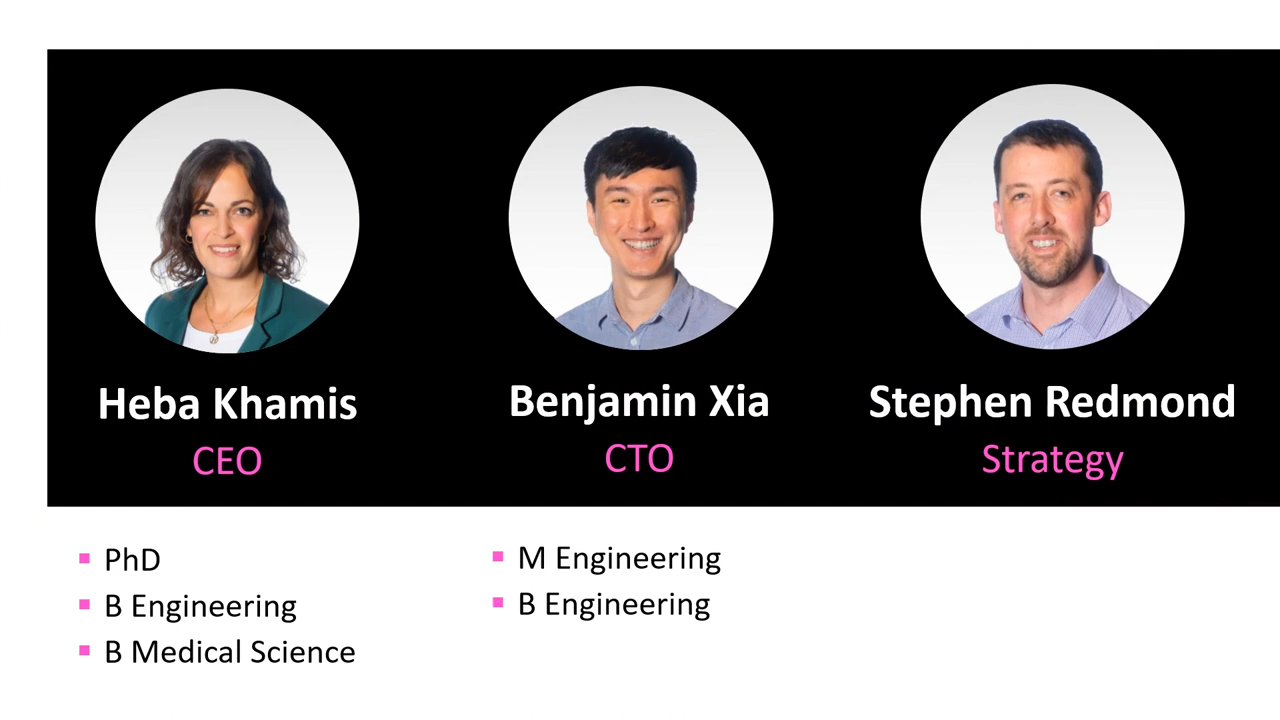 Heba Khamis
CEO
Benjamin Xia
CTO
Stephen Redmond
Strategy
PhD
B Engineering
B Medical Science
M Engineering
B Engineering